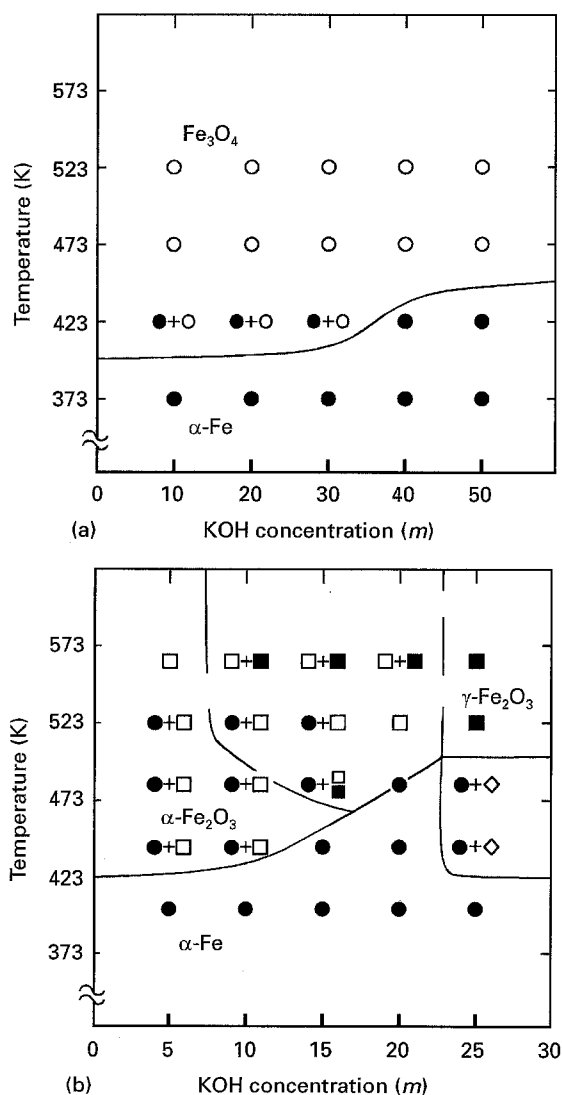 573
523
473
423
373
Temperature (K)
Fe₃O₄
α-Fe
0 10 20 30 40 50
(a) KOH concentration (m)
573
523
473
423
373
Temperature (K)
γ-Fe₂O₃
α-Fe₂O₃
α-Fe
0 5 10 15 20 25 30
(b) KOH concentration (m)